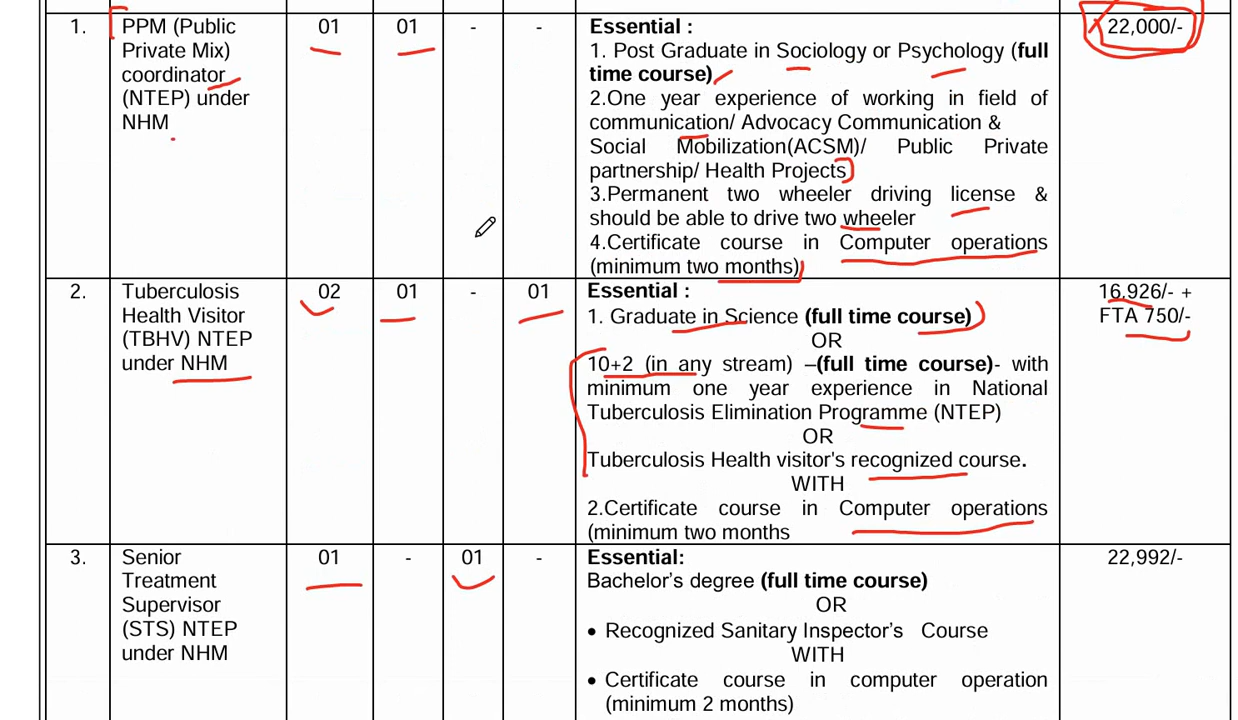 1.
PPM (Public
Private Mix)
coordinator
(NTEP) under
NHM
01
01
-
-
Essential :
1. Post Graduate in Sociology or Psychology (full
time course)
2.One year experience of working in field of
communication/ Advocacy Communication &
Social Mobilization(ACSM)/ Public Private
partnership/ Health Projects
3.Permanent two wheeler driving license &
should be able to drive two wheeler
4.Certificate course in Computer operations
(minimum two months)
22,000/-
2.
Tuberculosis
Health Visitor
(TBHV) NTEP
under NHM
02
01
-
01
Essential :
1. Graduate in Science (full time course)
OR
10+2 (in any stream) –(full time course)- with
minimum one year experience in National
Tuberculosis Elimination Programme (NTEP)
OR
Tuberculosis Health visitor's recognized course.
WITH
2.Certificate course in Computer operations
(minimum two months
16,926/- +
FTA 750/-
3.
Senior
Treatment
Supervisor
(STS) NTEP
under NHM
01
-
01
-
Essential:
Bachelor's degree (full time course)
OR
• Recognized Sanitary Inspector's Course
WITH
• Certificate course in computer operation
(minimum 2 months)
22,992/-